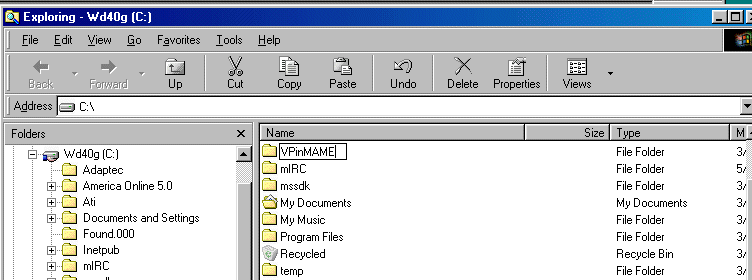 Exploring - Wd40g (C:)
File Edit View Go Favorites Tools Help
Back Forward Up Cut Copy Paste Undo Delete Properties Views
Address C:\
Folders
Wd40g (C:)
Adaptec
America Online 5.0
Ati
Documents and Settings
Found.000
Inetpub
mIRC
Name Size Type M
VPinMAME File Folder 3/
mIRC File Folder 5/
mssdk File Folder 3/
My Documents My Documents 3/
My Music File Folder 3/
Program Files File Folder 3/
Recycled Recycle Bin 3/
temp File Folder 3/